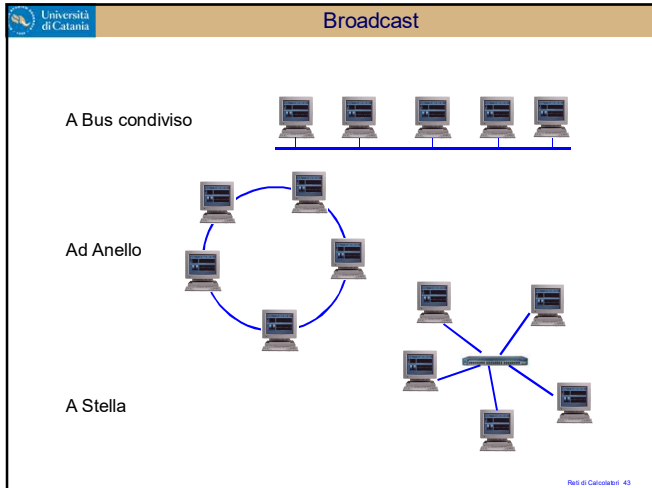 Università
di Catania
Broadcast
A Bus condiviso
Ad Anello
A Stella
Reti di Calcolatori 43